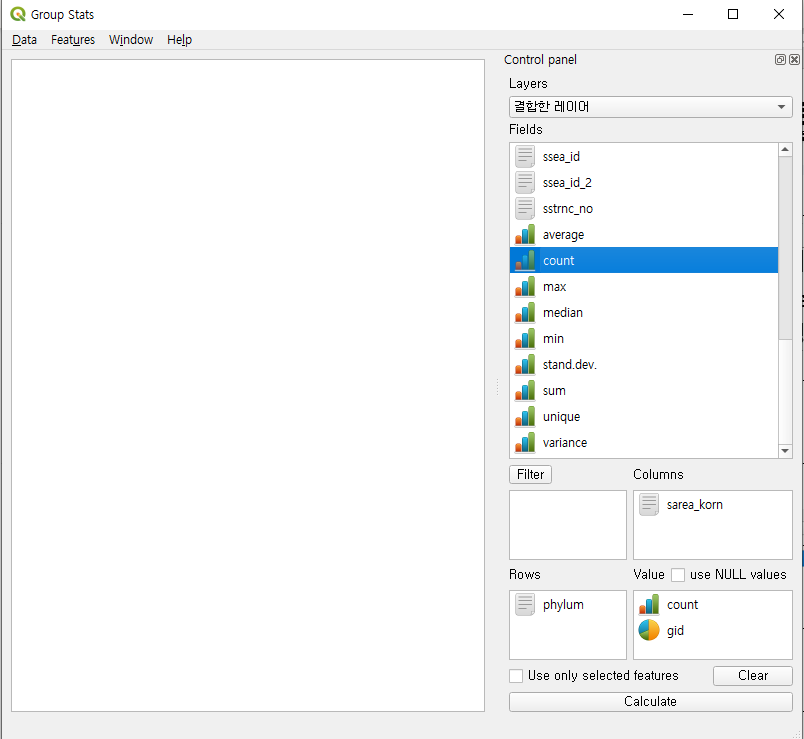 Group Stats
Data Features Window Help
Control panel
Layers
결합한 레이어
Fields
ssea_id
ssea_id_2
sstrnc_no
average
count
max
median
min
stand.dev.
sum
unique
variance
Filter Columns
sarea_korn
Rows Value use NULL values
phylum count
gid
Use only selected features Clear
Calculate